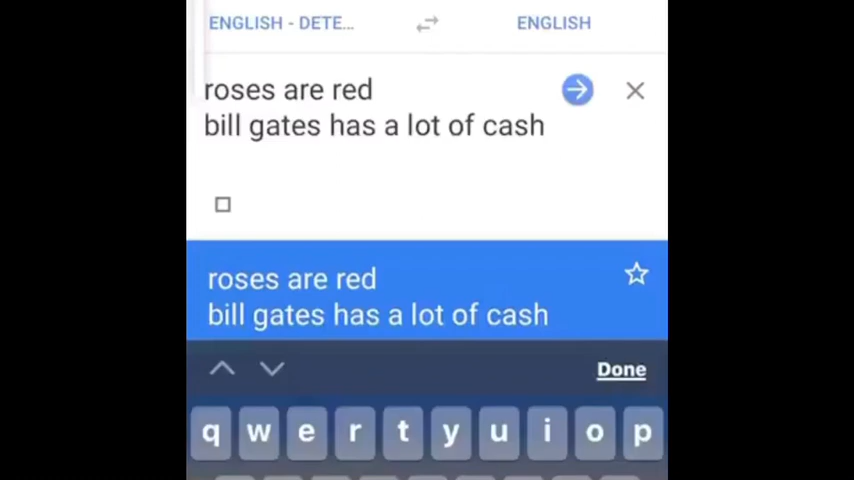 ENGLISH - DETE... ENGLISH
roses are red
bill gates has a lot of cash
roses are red
bill gates has a lot of cash
Done
q w e r t y u i o p